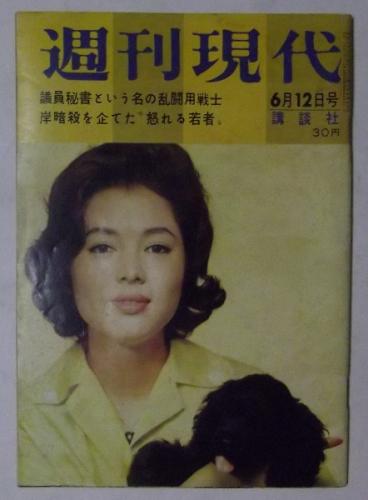 週刊現代
議員秘書という名の乱闘用戦士
岸暗殺を企てた“怒れる若者”
6月12日号
講談社
30円